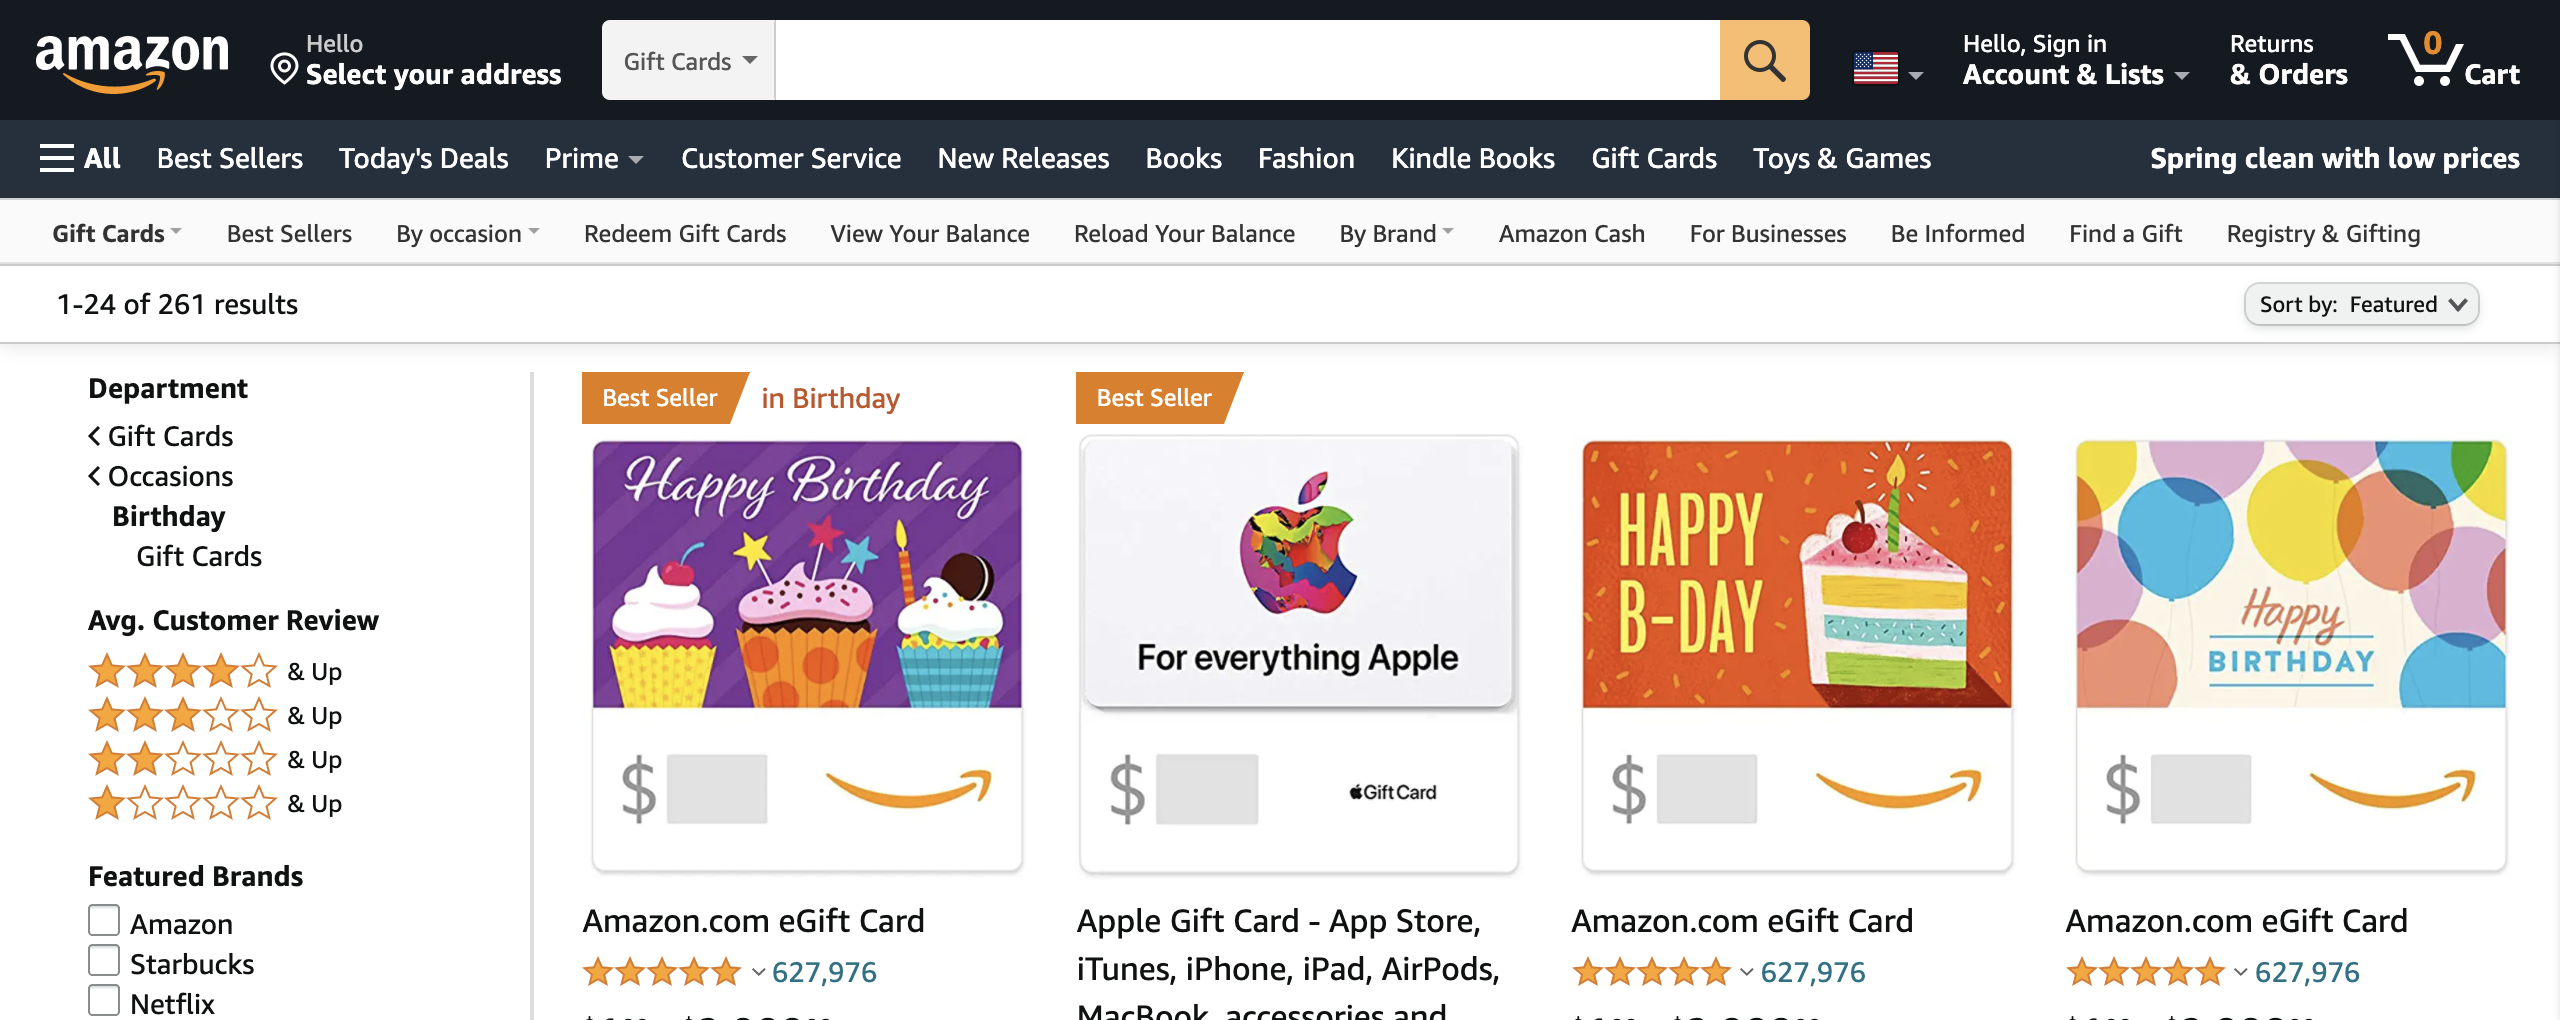 amazon
Hello
Select your address
Gift Cards
Hello, Sign in
Account & Lists
Returns
& Orders
0
Cart
All
Best Sellers
Today's Deals
Prime
Customer Service
New Releases
Books
Fashion
Kindle Books
Gift Cards
Toys & Games
Spring clean with low prices
Gift Cards
Best Sellers
By occasion
Redeem Gift Cards
View Your Balance
Reload Your Balance
By Brand
Amazon Cash
For Businesses
Be Informed
Find a Gift
Registry & Gifting
1-24 of 261 results
Sort by: Featured
Department
Gift Cards
Occasions
Birthday
Gift Cards
Avg. Customer Review
& Up
& Up
& Up
& Up
Featured Brands
Amazon
Starbucks
Netflix
Best Seller in Birthday
Happy Birthday
$
Amazon.com eGift Card
627,976
Best Seller
For everything Apple
$
Gift Card
Apple Gift Card - App Store,
iTunes, iPhone, iPad, AirPods,
MacBook, accessories and
HAPPY
B-DAY
$
Amazon.com eGift Card
627,976
Happy
BIRTHDAY
$
Amazon.com eGift Card
627,976